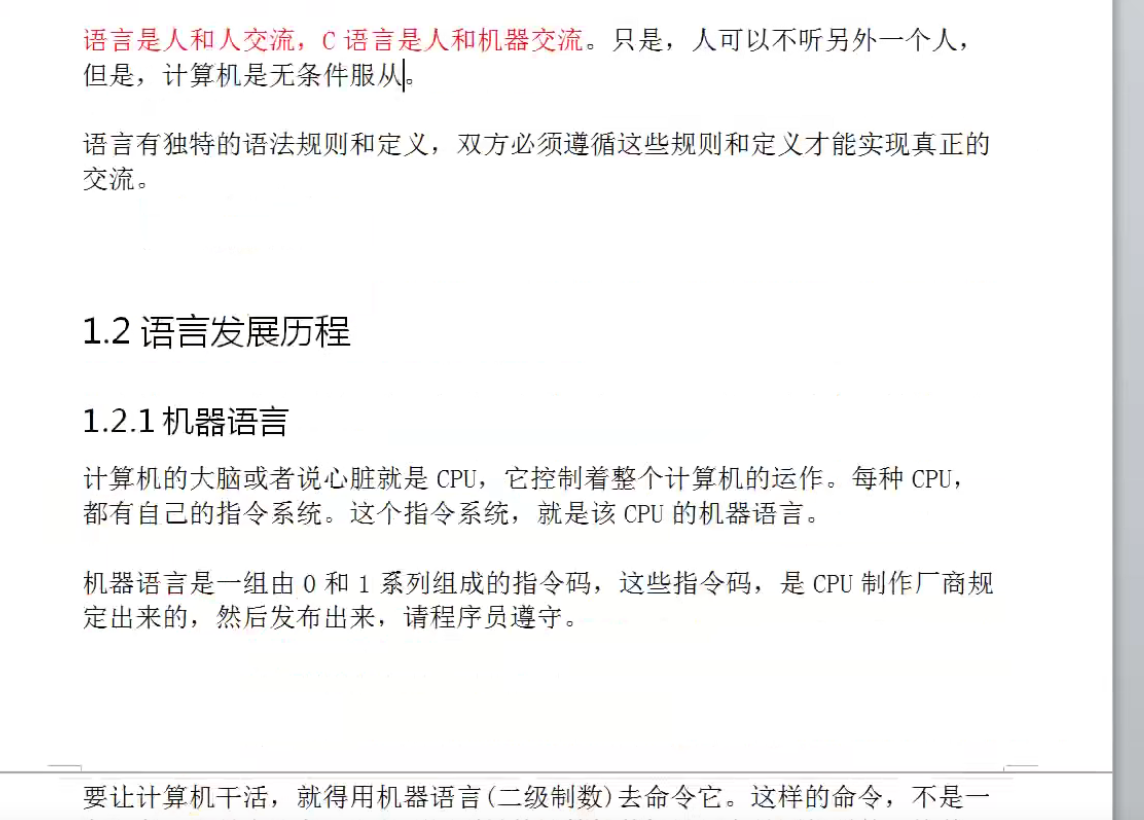 语言是人和人交流，C 语言是人和机器交流。只是，人可以不听另外一个人，
但是，计算机是无条件服从。
语言有独特的语法规则和定义，双方必须遵循这些规则和定义才能实现真正的
交流。
1.2 语言发展历程
1.2.1 机器语言
计算机的大脑或者说心脏就是 CPU，它控制着整个计算机的运作。每种 CPU，
都有自己的指令系统。这个指令系统，就是该 CPU 的机器语言。
机器语言是一组由 0 和 1 系列组成的指令码，这些指令码，是 CPU 制作厂商规
定出来的，然后发布出来，请程序员遵守。
要让计算机干活，就得用机器语言(二级制数)去命令它。这样的命令，不是一